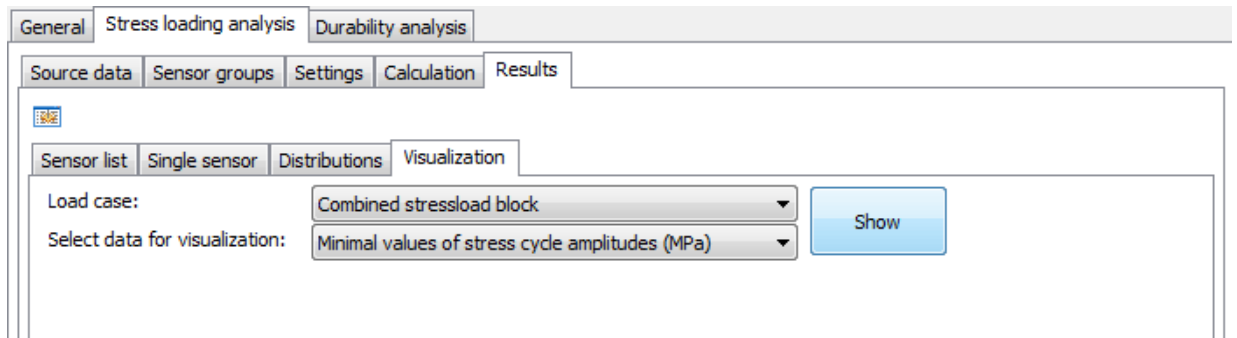 General Stress loading analysis Durability analysis
Source data Sensor groups Settings Calculation Results
Sensor list Single sensor Distributions Visualization
Load case: Combined stressload block Show
Select data for visualization: Minimal values of stress cycle amplitudes (MPa)